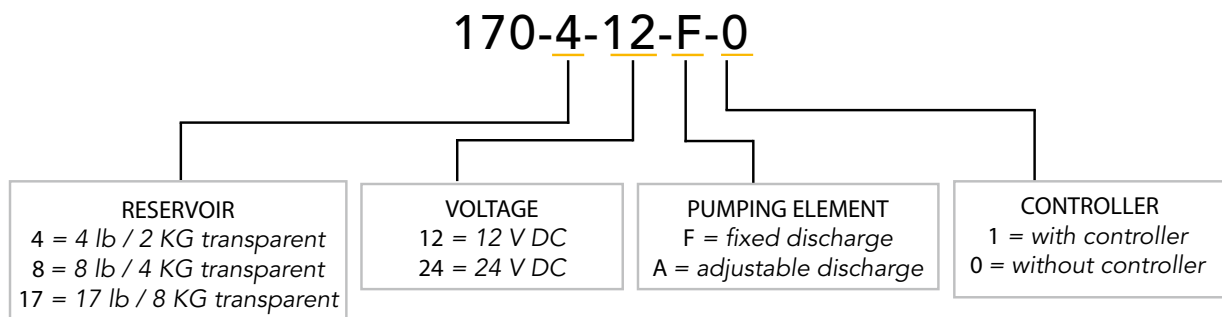 170-4-12-F-0
RESERVOIR
4 = 4 lb / 2 KG transparent
8 = 8 lb / 4 KG transparent
17 = 17 lb / 8 KG transparent
VOLTAGE
12 = 12 V DC
24 = 24 V DC
PUMPING ELEMENT
F = fixed discharge
A = adjustable discharge
CONTROLLER
1 = with controller
0 = without controller